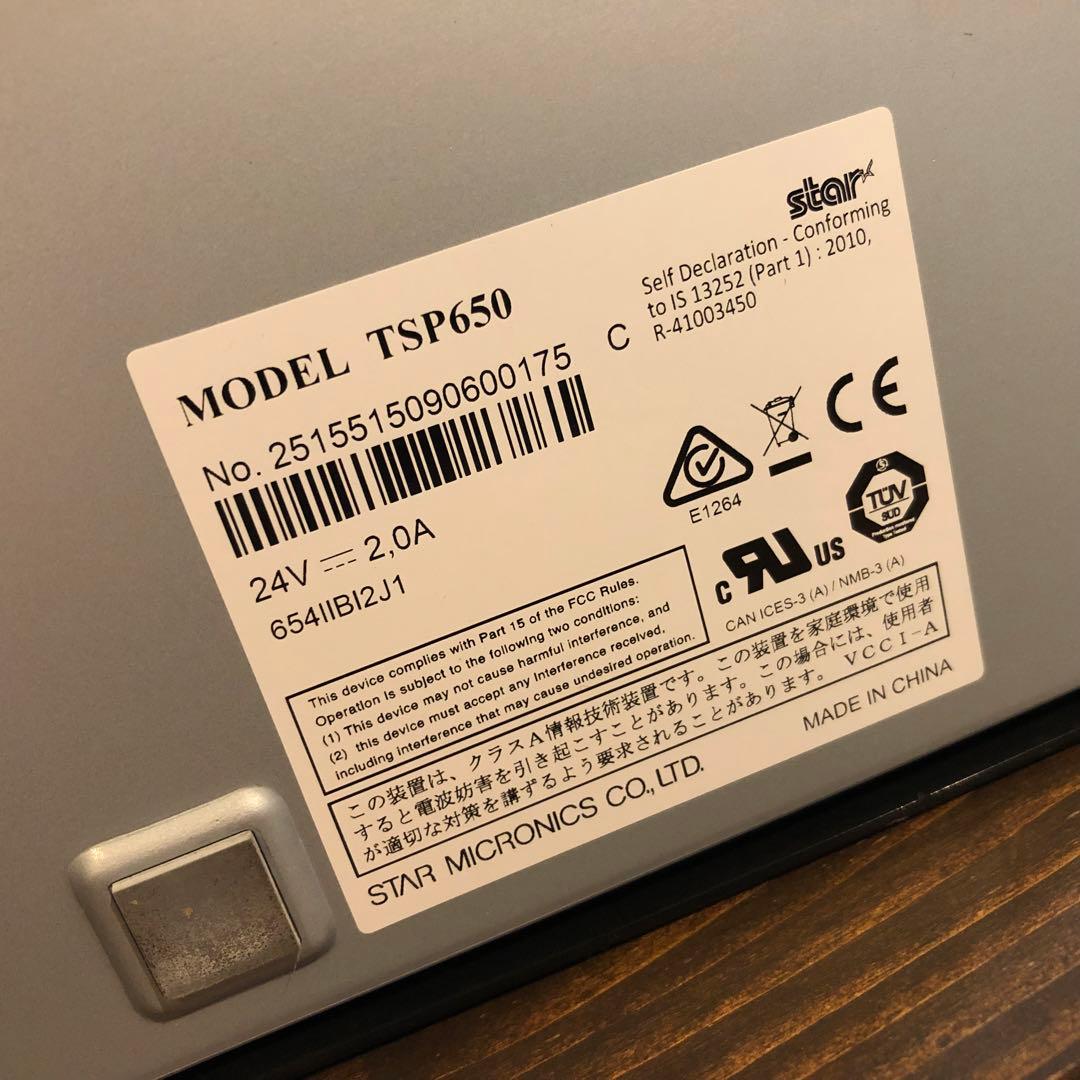 star
Self Declaration - Conforming
to IS 13252 (Part 1) : 2010,
R-41003450
MODEL TSP650
No. 2515515090600175 C
24V 2,0A
654IIBI2J1
E1264
CE
TÜV
SÜD
c RU US
CAN ICES-3 (A) / NMB-3 (A)
This device complies with Part 15 of the FCC Rules.
Operation is subject to the following two conditions:
(1) This device may not cause harmful interference, and
(2) this device must accept any interference received,
including interference that may cause undesired operation.
この装置は、クラスA情報技術装置です。この装置を家庭環境で使用
すると電波妨害を引き起こすことがあります。この場合には、使用者
が適切な対策を講ずるよう要求されることがあります。 VCCI-A
STAR MICRONICS CO.,LTD.
MADE IN CHINA